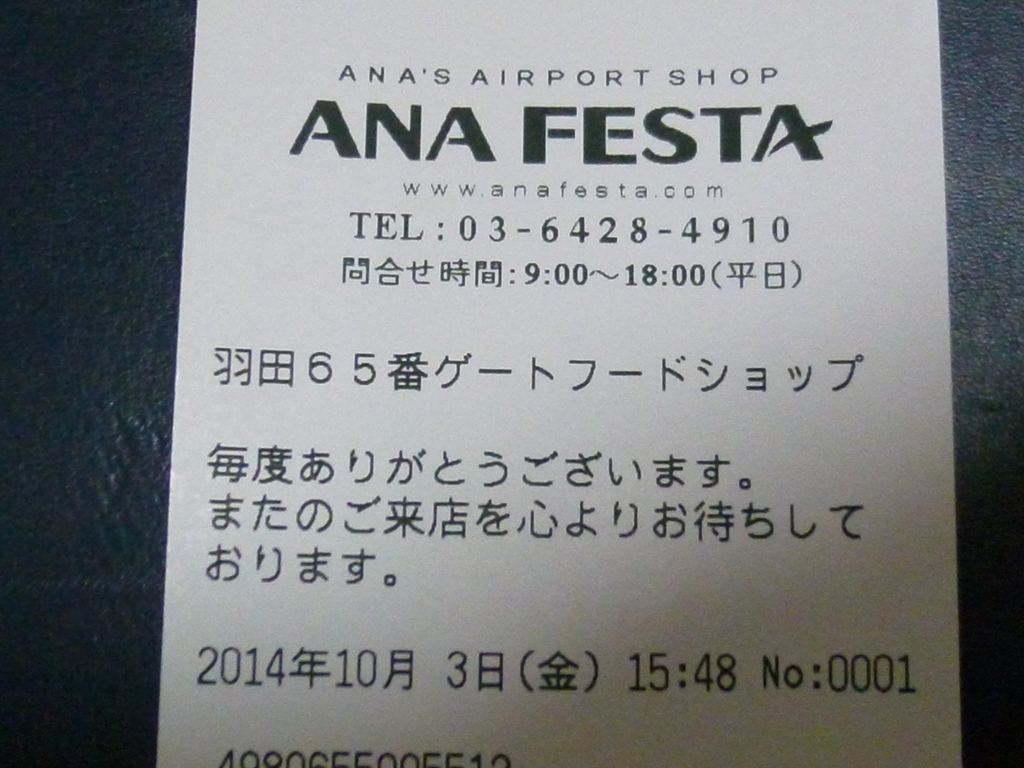 ANA'S AIRPORT SHOP
ANA FESTA
www.anafesta.com
TEL:03-6428-4910
問合せ時間:9:00～18:00(平日)
羽田65番ゲートフードショップ
毎度ありがとうございます。
またのご来店を心よりお待ちして
おります。
2014年10月 3日(金) 15:48 No:0001